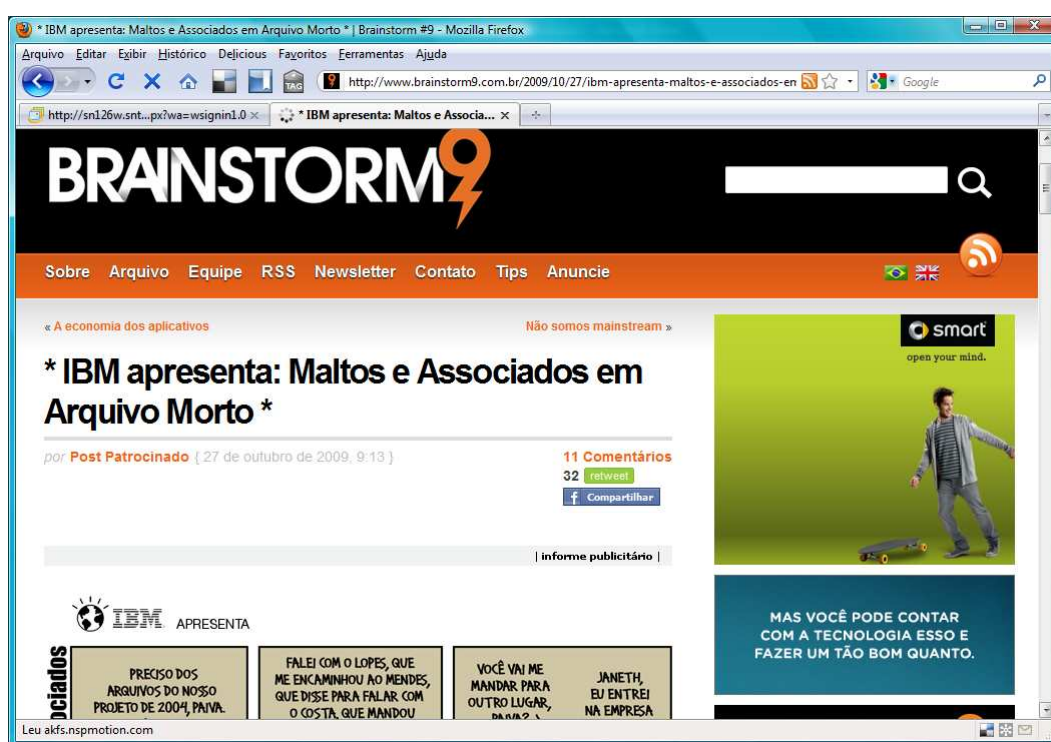 * IBM apresenta: Maltos e Associados em Arquivo Morto * | Brainstorm #9 - Mozilla Firefox
Arquivo Editar Exibir Histórico Delicious Favoritos Ferramentas Ajuda
TAG http://www.brainstorm9.com.br/2009/10/27/ibm-apresenta-maltos-e-associados-em Google
http://sn126w.snt...px?wa=wsignin1.0 * IBM apresenta: Maltos e Associa...
BRAINSTORM9
Sobre Arquivo Equipe RSS Newsletter Contato Tips Anuncie
« A economia dos aplicativos Não somos mainstream »
* IBM apresenta: Maltos e Associados em
Arquivo Morto *
por Post Patrocinado { 27 de outubro de 2009, 9:13 }
11 Comentários
32 retweet
f Compartilhar
| informe publicitário |
IBM APRESENTA
ociados
PRECISO DOS
ARQUIVOS DO NOSSO
PROJETO DE 2004, PAIVA.
FALEI COM O LOPES, QUE
ME ENCAMINHOU AO MENDES,
QUE DISSE PARA FALAR COM
O COSTA, QUE MANDOU
VOCÊ VAI ME
MANDAR PARA
OUTRO LUGAR,
PAIVA?
JANETH,
EU ENTREI
NA EMPRESA
smart
open your mind.
MAS VOCÊ PODE CONTAR
COM A TECNOLOGIA ESSO E
FAZER UM TÃO BOM QUANTO.
Leu akfs.nspmotion.com